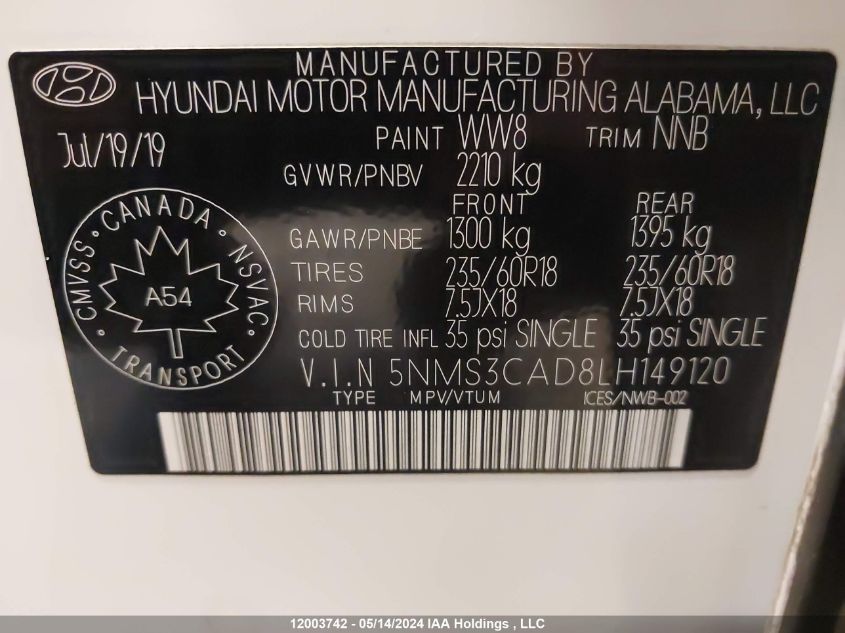 MANUFACTURED BY
HYUNDAI MOTOR MANUFACTURING ALABAMA, LLC
Jul/19/19 PAINT WW8 TRIM NNB
GVWR/PNBV 2210 kg
FRONT REAR
GAWR/PNBE 1300 kg 1395 kg
TIRES 235/60R18 235/60R18
RIMS 7.5JX18 7.5JX18
COLD TIRE INFL 35 psi SINGLE 35 psi SINGLE
V.I.N 5NMS3CAD8LH149120
TYPE MPV/VTUM ICES/NWB-002
CMVSS • CANADA • NSVAC • TRANSPORT •
A54
12003742 - 05/14/2024 IAA Holdings , LLC